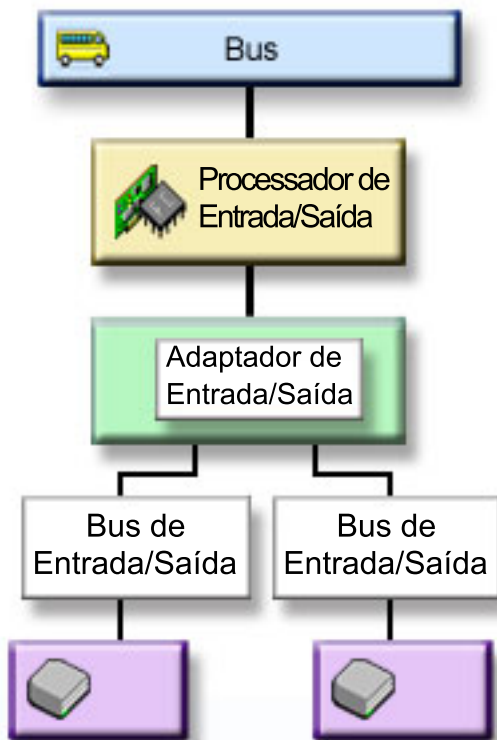 Bus
Processador de
Entrada/Saída
Adaptador de
Entrada/Saída
Bus de
Entrada/Saída
Bus de
Entrada/Saída